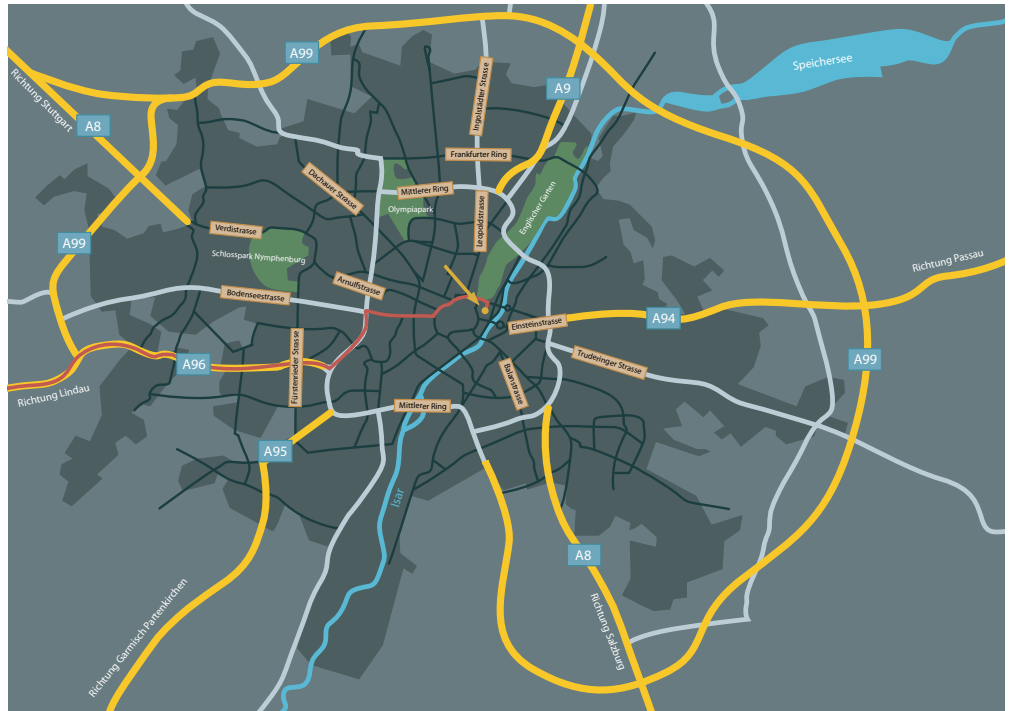 A99
Speichersee
Richtung Stuttgart
A8
A9
Ingolstädter Strasse
Frankfurter Ring
Dachauer Strasse
Mittlerer Ring
Olympiapark
Leopoldstrasse
Englischer Garten
A99
Verdistrasse
Schlosspark Nymphenburg
Richtung Passau
Arnulfstrasse
Bodenseestrasse
Einsteinstrasse
A94
A96
Fürstenrieder Strasse
Truderinger Strasse
A99
Balanstrasse
Richtung Lindau
Mittlerer Ring
A95
Isar
A8
Richtung Garmisch Partenkirchen
Richtung Salzburg